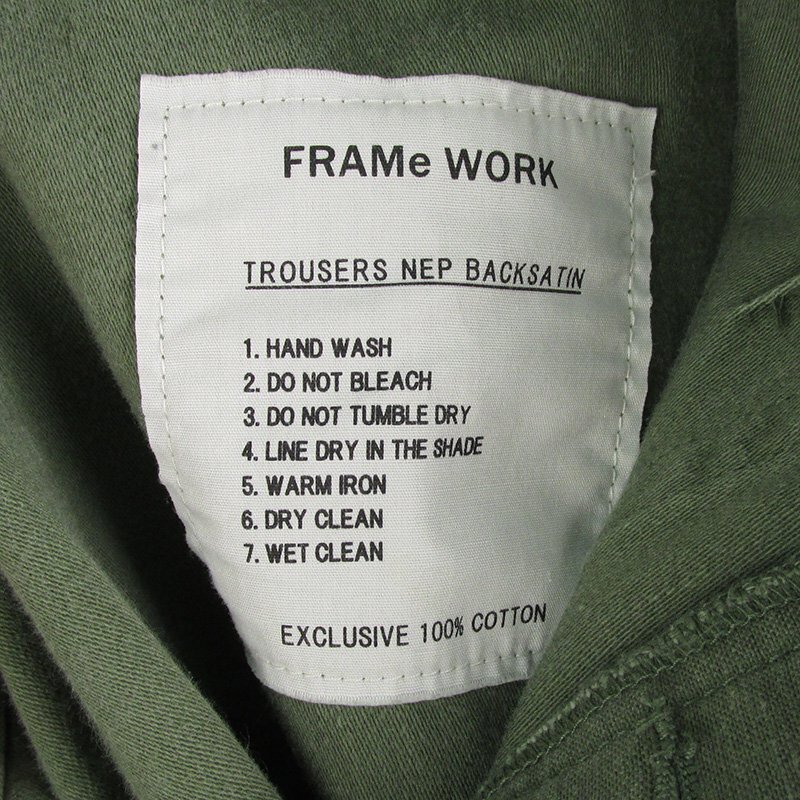 FRAMe WORK
TROUSERS NEP BACKSATIN
1. HAND WASH
2. DO NOT BLEACH
3. DO NOT TUMBLE DRY
4. LINE DRY IN THE SHADE
5. WARM IRON
6. DRY CLEAN
7. WET CLEAN
EXCLUSIVE 100% COTTON